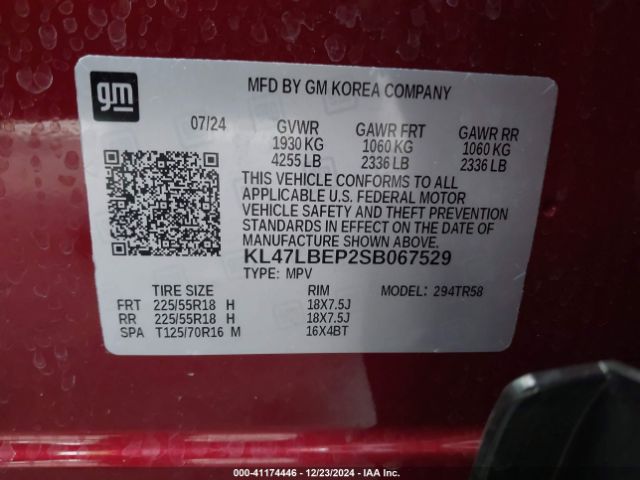 gm
MFD BY GM KOREA COMPANY
07/24 GVWR GAWR FRT GAWR RR
1930 KG 1060 KG 1060 KG
4255 LB 2336 LB 2336 LB
THIS VEHICLE CONFORMS TO ALL
APPLICABLE U.S. FEDERAL MOTOR
VEHICLE SAFETY AND THEFT PREVENTION
STANDARDS IN EFFECT ON THE DATE OF
MANUFACTURE SHOWN ABOVE.
KL47LBEP2SB067529
TYPE: MPV
TIRE SIZE RIM MODEL: 294TR58
FRT 225/55R18 H 18X7.5J
RR 225/55R18 H 18X7.5J
SPA T125/70R16 M 16X4BT
000-41174446 - 12/23/2024 - IAA Inc.